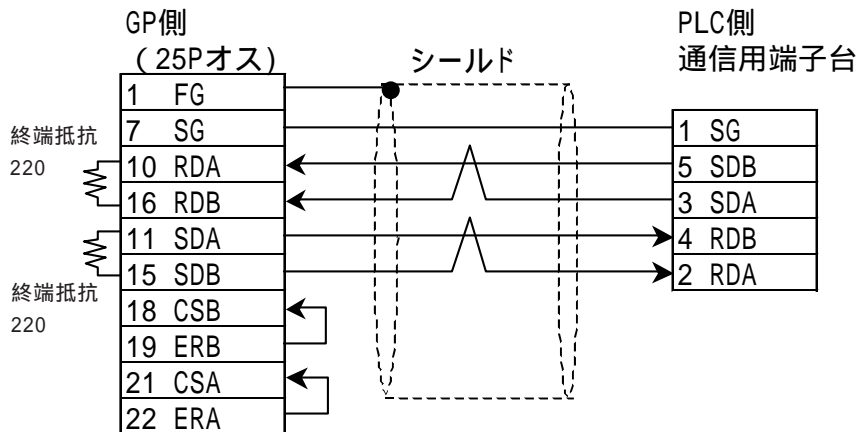 GP側
（25Pオス)
シールド
PLC側
通信用端子台
終端抵抗
220
終端抵抗
220
1 FG
7 SG
10 RDA
16 RDB
11 SDA
15 SDB
18 CSB
19 ERB
21 CSA
22 ERA
1 SG
5 SDB
3 SDA
4 RDB
2 RDA